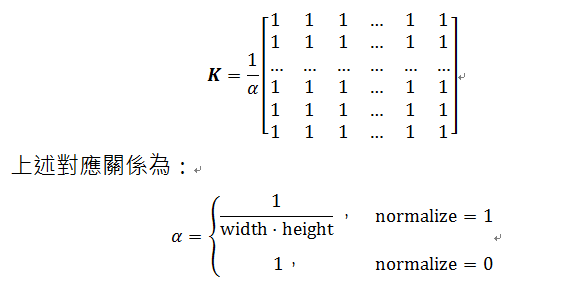 K = 1/α [
1 1 1 … 1 1
1 1 1 … 1 1
… … … … … …
1 1 1 … 1 1
1 1 1 … 1 1
1 1 1 … 1 1
]
上述對應關係為：
α = {
1/(width · height) ， normalize = 1
1， normalize = 0